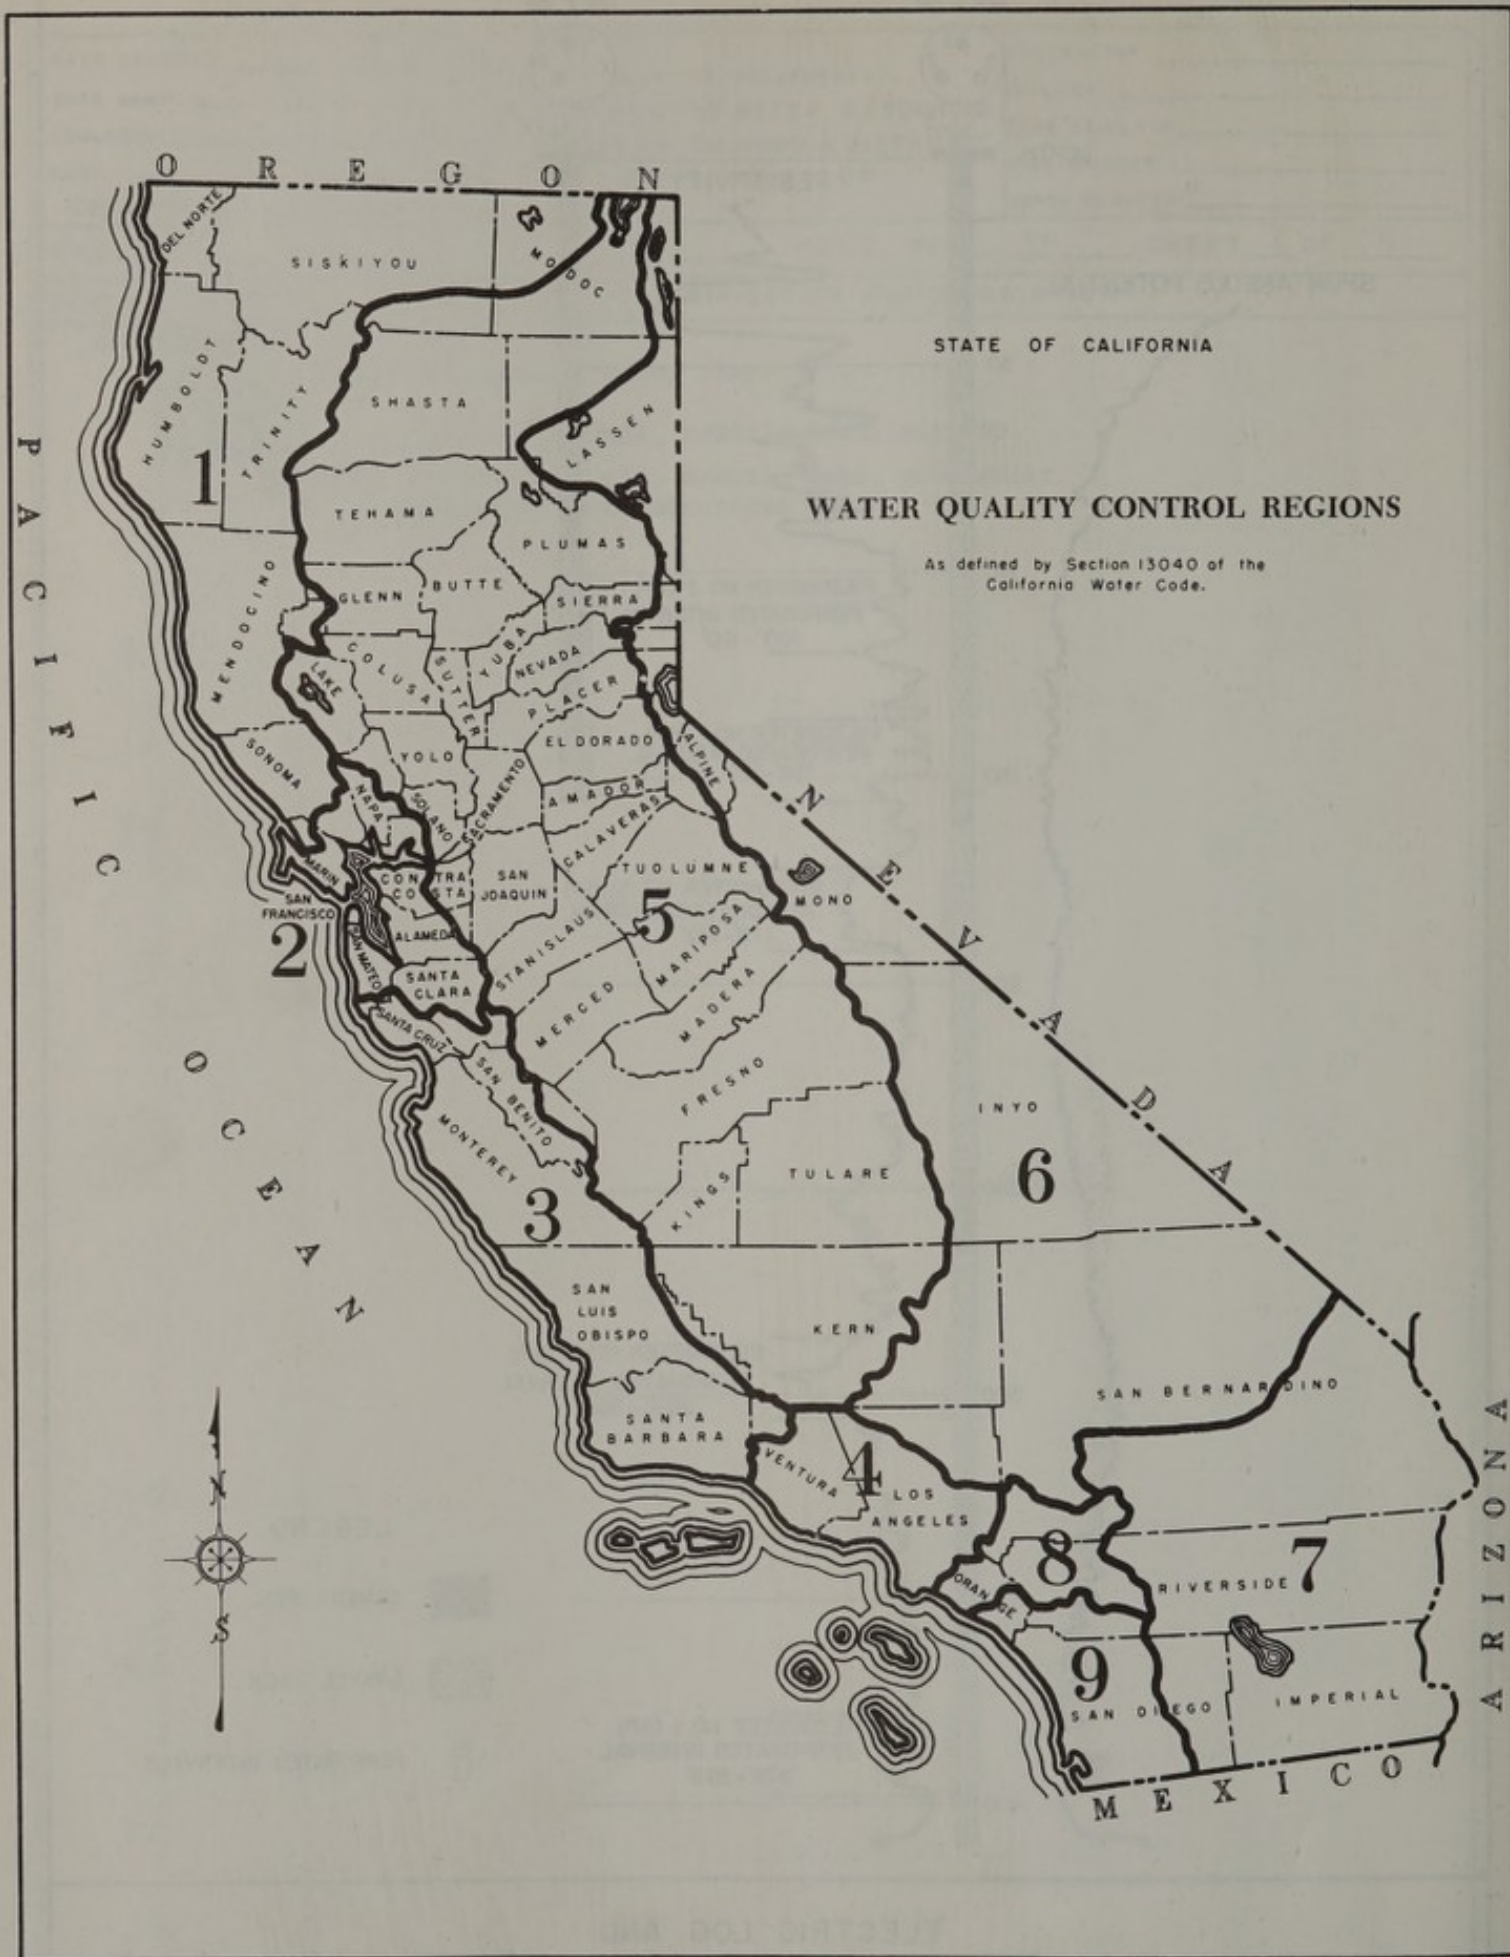 OREGON
STATE OF CALIFORNIA
WATER QUALITY CONTROL REGIONS
As defined by Section 13040 of the
California Water Code.
PACIFIC OCEAN
NEVADA
ARIZONA
MEXICO
DEL NORTE
SISKIYOU
MODOC
HUMBOLDT
TRINITY
SHASTA
LASSEN
1
TEHAMA
PLUMAS
MENDOCINO
GLENN
BUTTE
SIERRA
LAKE
COLUSA
SUTTER
YUBA
NEVADA
PLACER
SONOMA
YOLO
EL DORADO
ALPINE
NAPA
SOLANO
SACRAMENTO
AMADOR
CALAVERAS
MARIN
CONTRA
COSTA
SAN
JOAQUIN
TUOLUMNE
MONO
SAN
FRANCISCO
2
ALAMEDA
STANISLAUS
5
MARIPOSA
SAN MATEO
SANTA
CLARA
MERCED
MADERA
SANTA CRUZ
SAN BENITO
FRESNO
INYO
MONTEREY
KINGS
TULARE
6
3
SAN
LUIS
OBISPO
KERN
SAN BERNARDINO
SANTA
BARBARA
VENTURA
4
LOS
ANGELES
8
7
ORANGE
RIVERSIDE
9
SAN DIEGO
IMPERIAL
N
S
ELECTRIC LOG AND